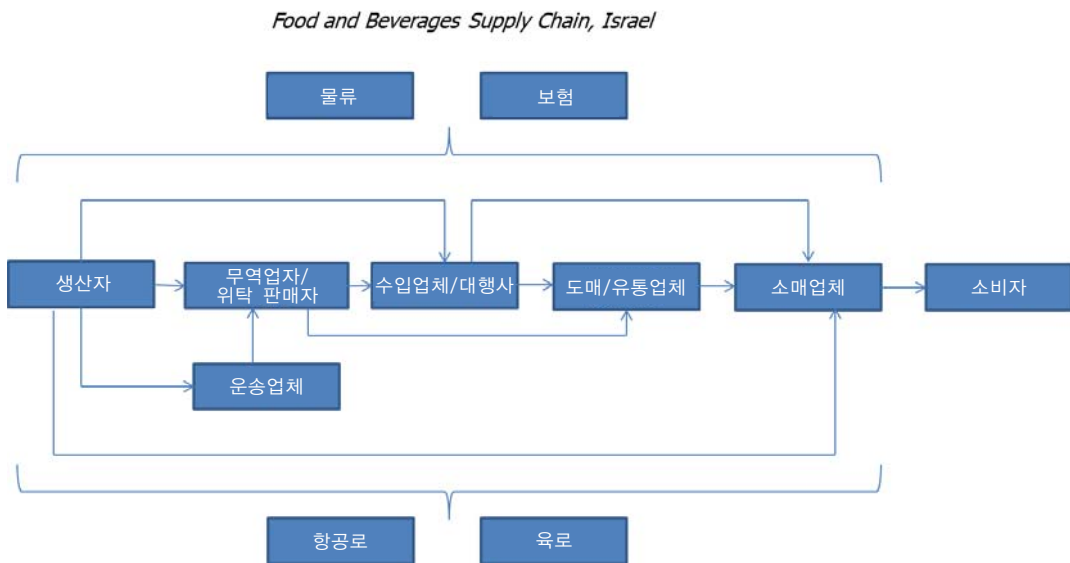 Food and Beverages Supply Chain, Israel
물류
보험
생산자
무역업자/
위탁 판매자
수입업체/대행사
도매/유통업체
소매업체
소비자
운송업체
항공로
육로